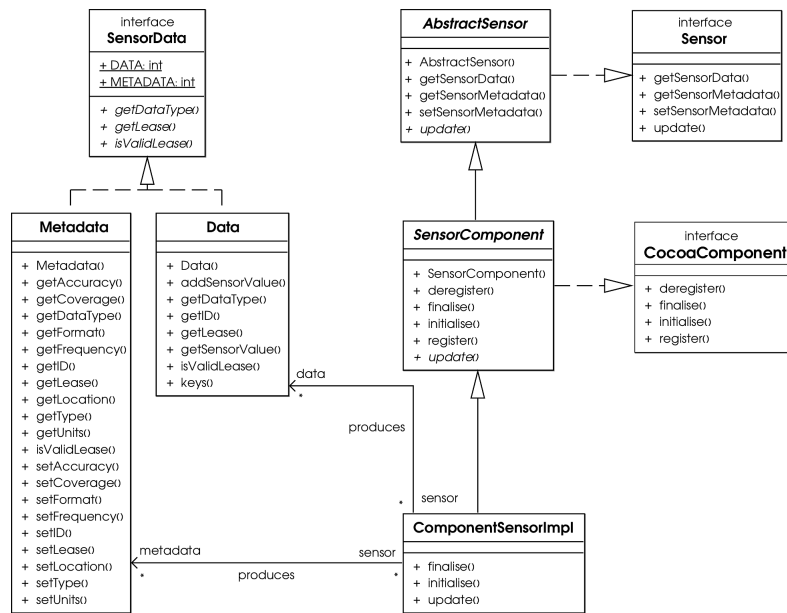 interface
SensorData
+ DATA: int
+ METADATA: int
+ getDataType()
+ getLease()
+ isValidLease()
AbstractSensor
+ AbstractSensor()
+ getSensorData()
+ getSensorMetadata()
+ setSensorMetadata()
+ update()
interface
Sensor
+ getSensorData()
+ getSensorMetadata()
+ setSensorMetadata()
+ update()
Metadata
+ Metadata()
+ getAccuracy()
+ getCoverage()
+ getDataType()
+ getFormat()
+ getFrequency()
+ getID()
+ getLease()
+ getLocation()
+ getType()
+ getUnits()
+ isValidLease()
+ setAccuracy()
+ setCoverage()
+ setFormat()
+ setFrequency()
+ setID()
+ setLease()
+ setLocation()
+ setType()
+ setUnits()
Data
+ Data()
+ addSensorValue()
+ getDataType()
+ getID()
+ getLease()
+ getSensorValue()
+ isValidLease()
+ keys()
SensorComponent
+ SensorComponent()
+ deregister()
+ finalise()
+ initialise()
+ register()
+ update()
interface
CocoaComponent
+ deregister()
+ finalise()
+ initialise()
+ register()
data
*
produces
*
sensor
metadata
*
produces
sensor
*
ComponentSensorImpl
+ finalise()
+ initialise()
+ update()